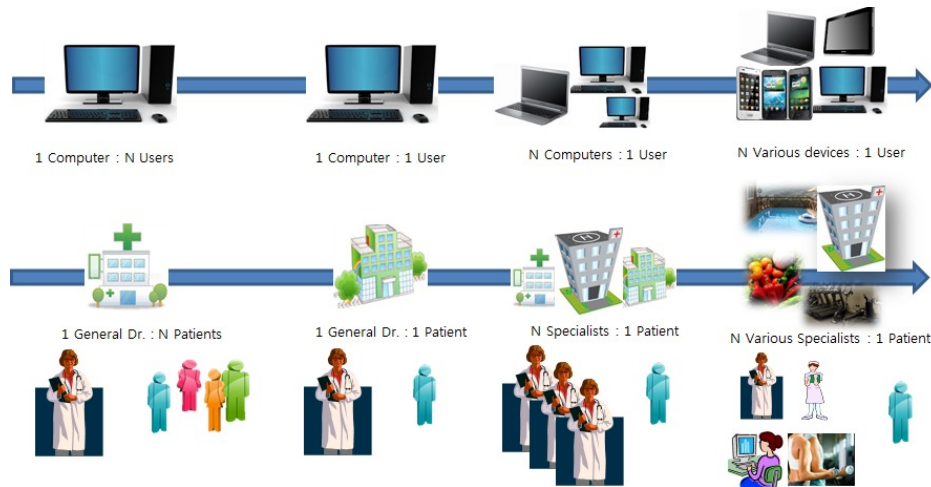 1 Computer : N Users
1 Computer : 1 User
N Computers : 1 User
N Various devices : 1 User
1 General Dr. : N Patients
1 General Dr. : 1 Patient
N Specialists : 1 Patient
N Various Specialists : 1 Patient